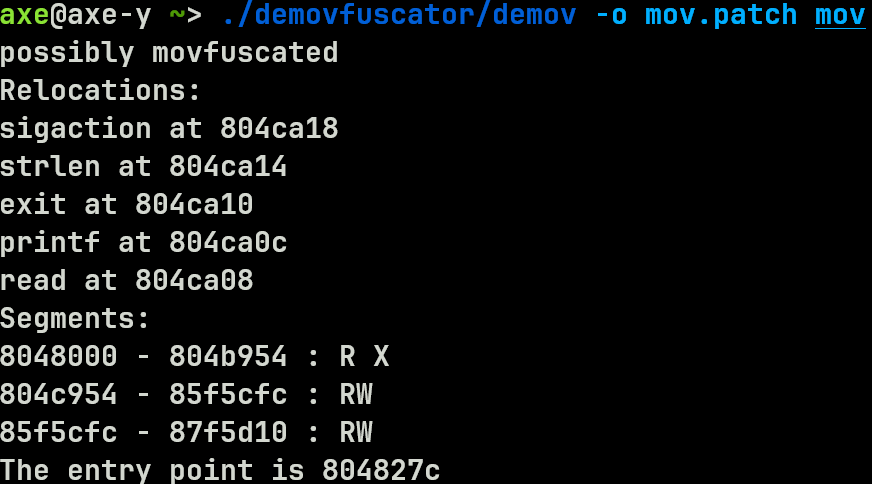 axe@axe-y ~> ./demovfuscator/demov -o mov.patch mov
possibly movfuscated
Relocations:
sigaction at 804ca18
strlen at 804ca14
exit at 804ca10
printf at 804ca0c
read at 804ca08
Segments:
8048000 - 804b954 : R X
804c954 - 85f5cfc : RW
85f5cfc - 87f5d10 : RW
The entry point is 804827c